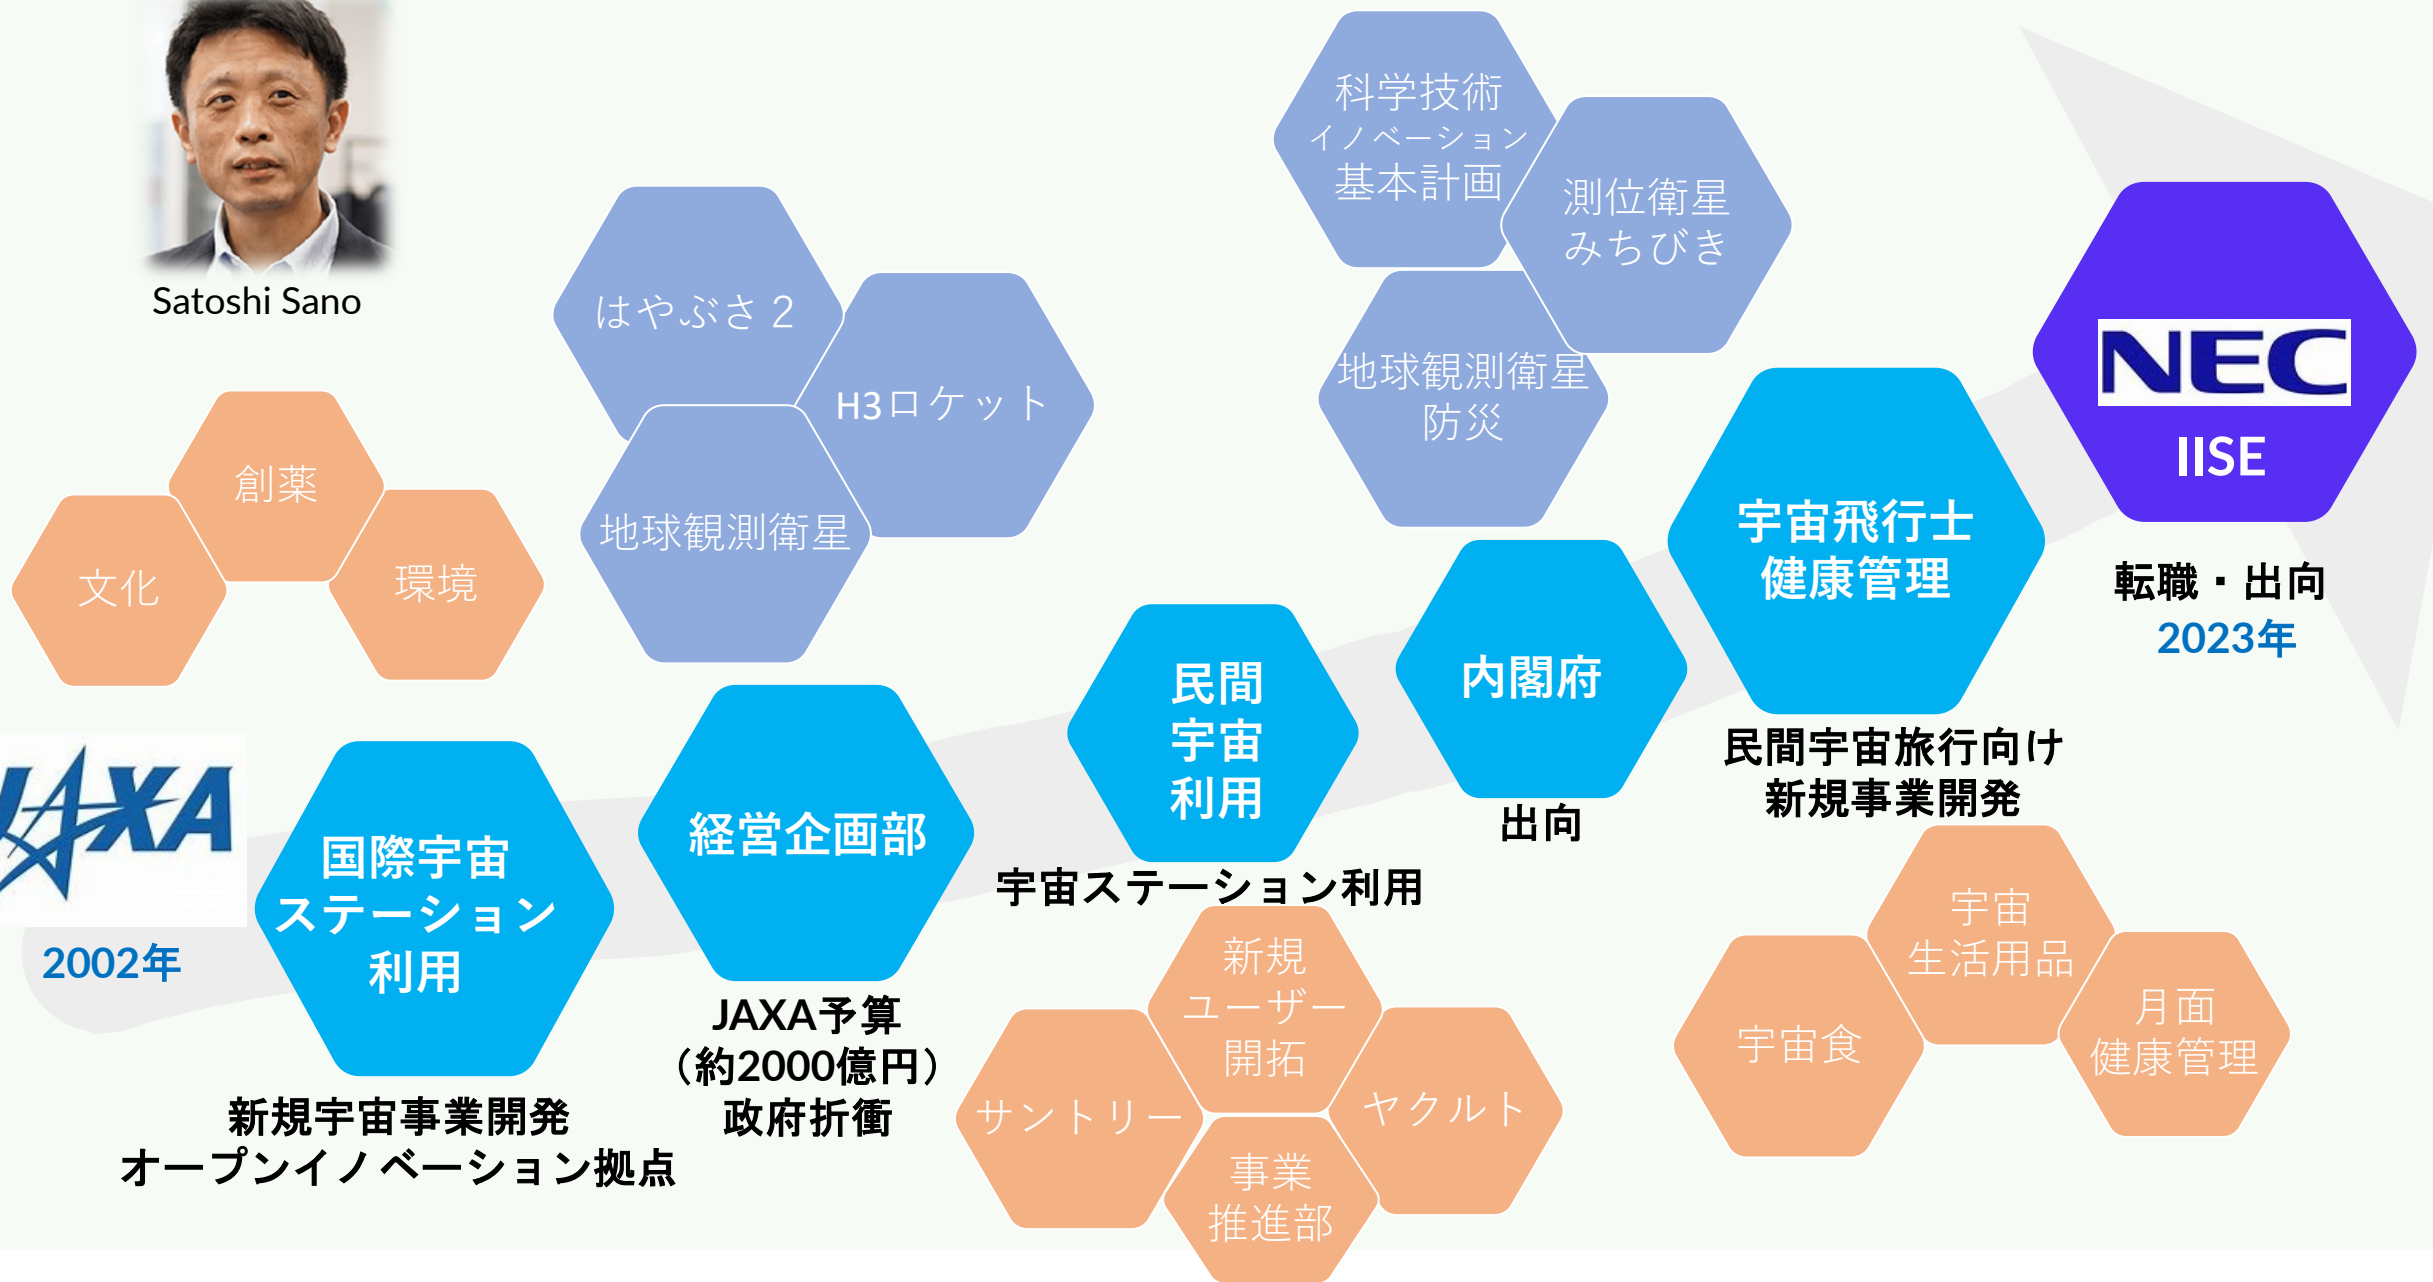 Satoshi Sano
文化
創薬
環境
はやぶさ２
H3ロケット
地球観測衛星
科学技術
イノベーション
基本計画
測位衛星
みちびき
地球観測衛星
防災
JAXA
2002年
国際宇宙
ステーション
利用
新規宇宙事業開発
オープンイノベーション拠点
経営企画部
JAXA予算
（約2000億円）
政府折衝
民間
宇宙
利用
宇宙ステーション利用
新規
ユーザー
開拓
サントリー
ヤクルト
事業
推進部
内閣府
出向
宇宙飛行士
健康管理
民間宇宙旅行向け
新規事業開発
宇宙
生活用品
宇宙食
月面
健康管理
NEC
IISE
転職・出向
2023年